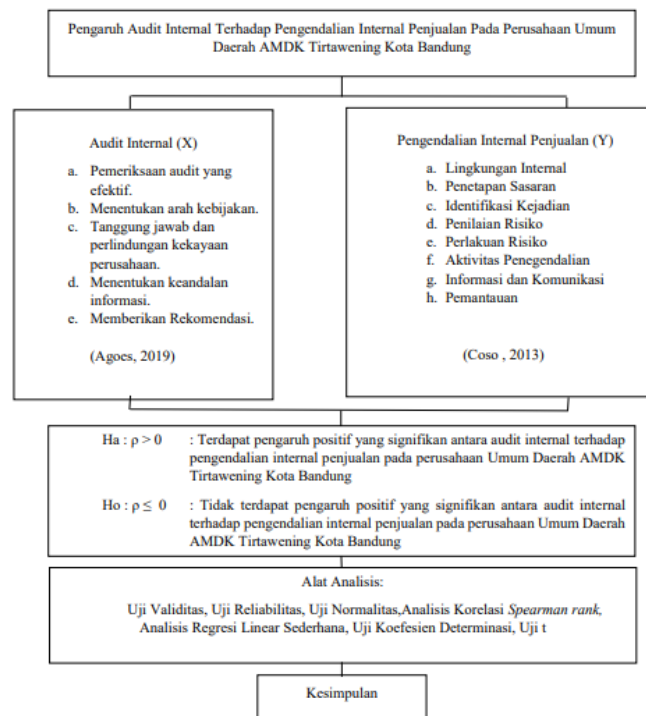 Pengaruh Audit Internal Terhadap Pengendalian Internal Penjualan Pada Perusahaan Umum
Daerah AMDK Tirtawening Kota Bandung
Audit Internal (X)
a. Pemeriksaan audit yang
efektif.
b. Menentukan arah kebijakan.
c. Tanggung jawab dan
perlindungan kekayaan
perusahaan.
d. Menentukan keandalan
informasi.
e. Memberikan Rekomendasi.
(Agoes, 2019)
Pengendalian Internal Penjualan (Y)
a. Lingkungan Internal
b. Penetapan Sasaran
c. Identifikasi Kejadian
d. Penilaian Risiko
e. Perlakuan Risiko
f. Aktivitas Penegendalian
g. Informasi dan Komunikasi
h. Pemantauan
(Coso , 2013)
Ha : ρ > 0 : Terdapat pengaruh positif yang signifikan antara audit internal terhadap
pengendalian internal penjualan pada perusahaan Umum Daerah AMDK
Tirtawening Kota Bandung
Ho : ρ ≤ 0 : Tidak terdapat pengaruh positif yang signifikan antara audit internal
terhadap pengendalian internal penjualan pada perusahaan Umum Daerah
AMDK Tirtawening Kota Bandung
Alat Analisis:
Uji Validitas, Uji Reliabilitas, Uji Normalitas,Analisis Korelasi Spearman rank,
Analisis Regresi Linear Sederhana, Uji Koefesien Determinasi, Uji t
Kesimpulan